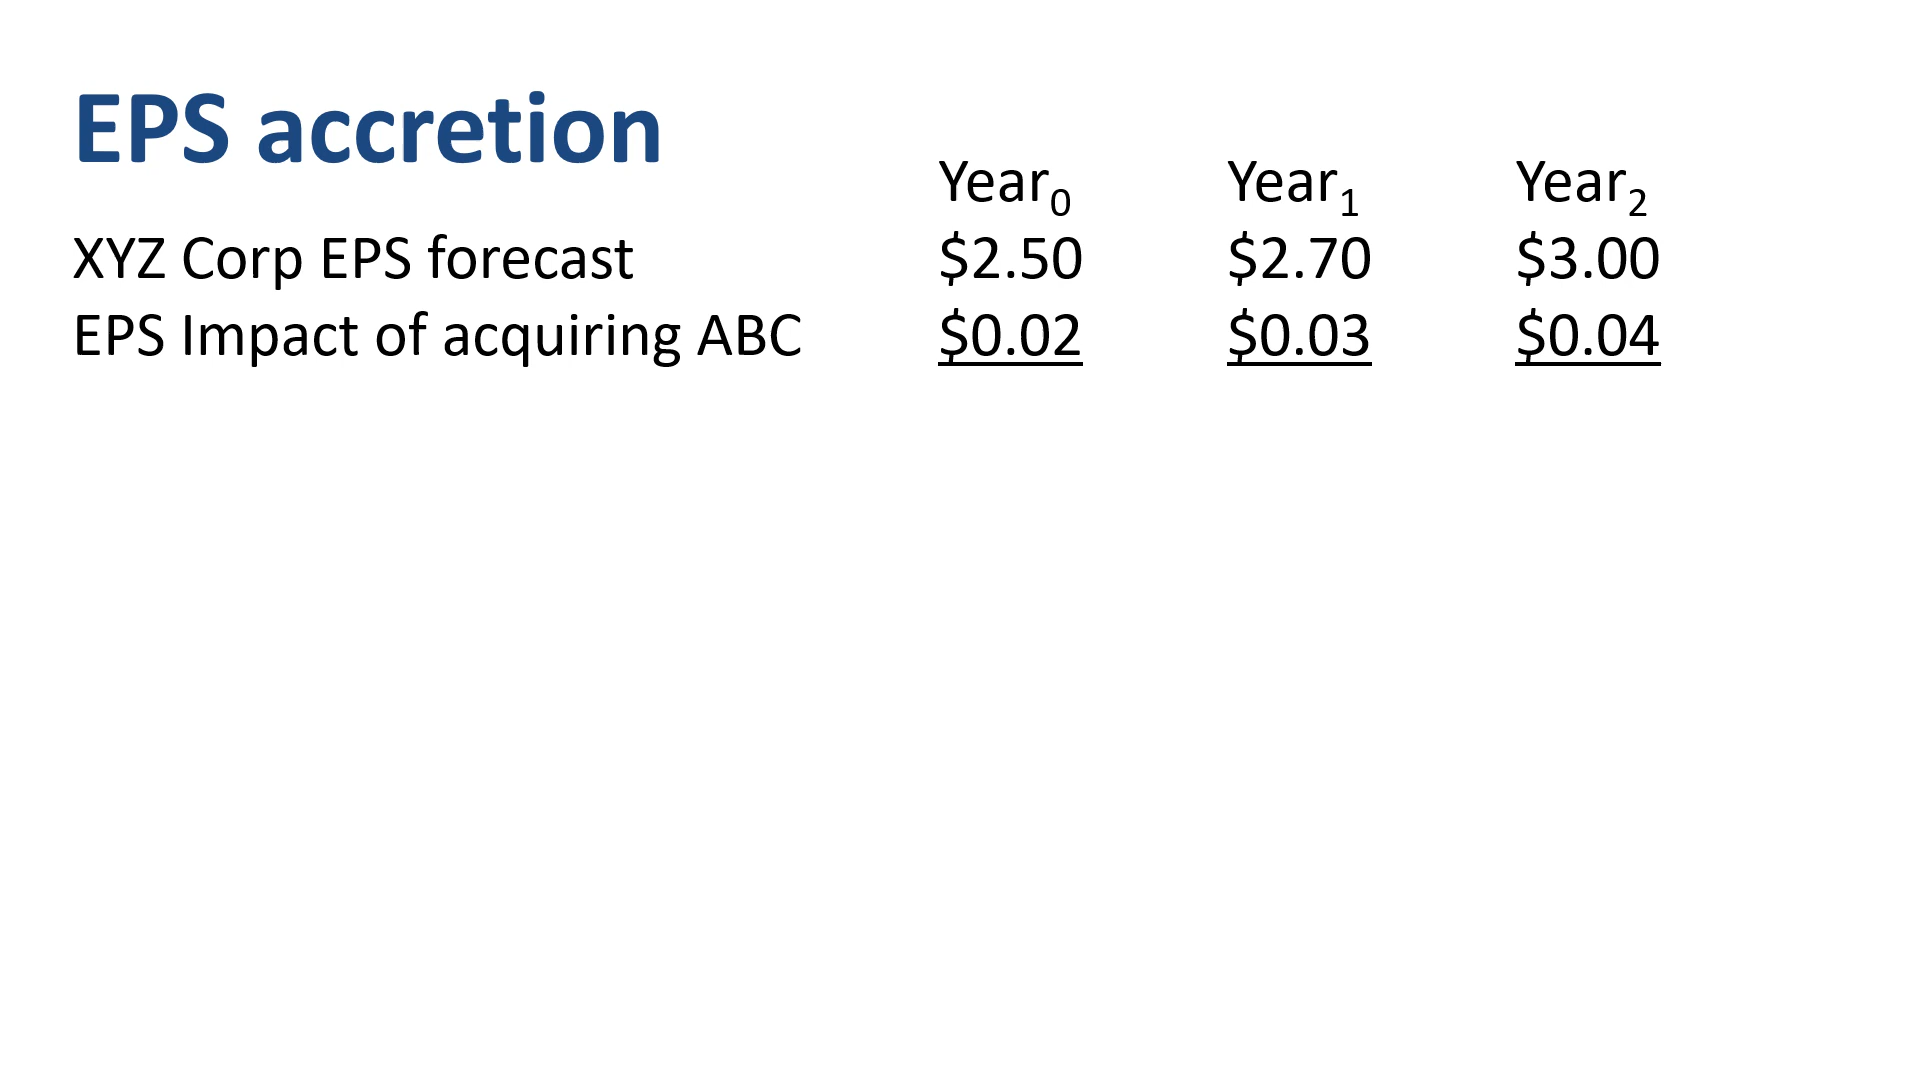 EPS accretion
Year0 Year1 Year2
XYZ Corp EPS forecast $2.50 $2.70 $3.00
EPS Impact of acquiring ABC $0.02 $0.03 $0.04